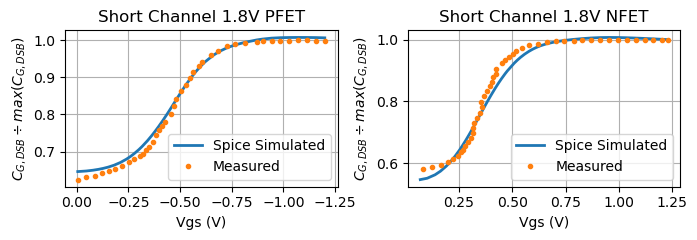 Short Channel 1.8V PFET
C_{G,DSB} ÷ max(C_{G,DSB})
1.0
0.9
0.8
0.7
Spice Simulated
Measured
0.00 −0.25 −0.50 −0.75 −1.00 −1.25
Vgs (V)
Short Channel 1.8V NFET
C_{G,DSB} ÷ max(C_{G,DSB})
1.0
0.8
0.6
Spice Simulated
Measured
0.25 0.50 0.75 1.00 1.25
Vgs (V)